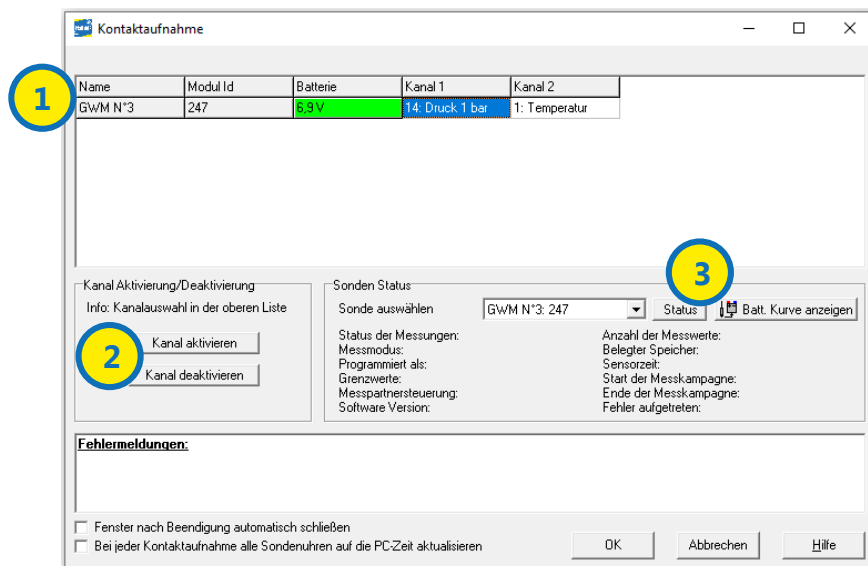 Kontaktaufnahme
Name Modul Id Batterie Kanal 1 Kanal 2
1
GWM N°3 247 6,9 V 14: Druck 1 bar 1: Temperatur
3
Kanal Aktivierung/Deaktivierung
Info: Kanalauswahl in der oberen Liste
2
Kanal aktivieren
Kanal deaktivieren
Sonden Status
Sonde auswählen GWM N°3: 247 Status Batt. Kurve anzeigen
Status der Messungen:
Messmodus:
Programmiert als:
Grenzwerte:
Messpartnersteuerung:
Software Version:
Anzahl der Messwerte:
Belegter Speicher:
Sensorzeit:
Start der Messkampagne:
Ende der Messkampagne:
Fehler aufgetreten:
Fehlermeldungen:
Fenster nach Beendigung automatisch schließen
Bei jeder Kontaktaufnahme alle Sondenuhren auf die PC-Zeit aktualisieren
OK Abbrechen Hilfe